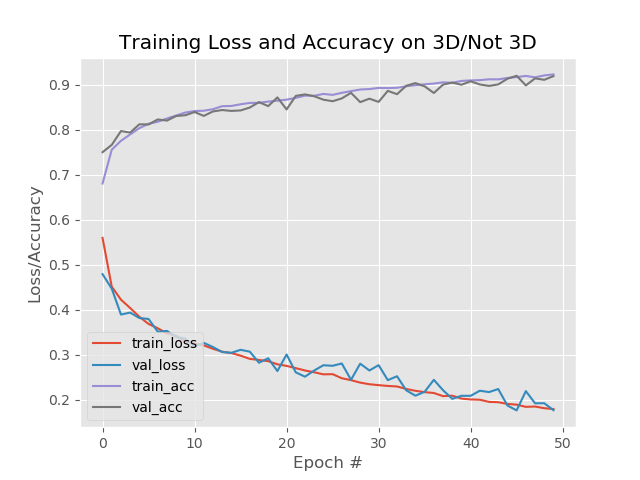 Training Loss and Accuracy on 3D/Not 3D
Loss/Accuracy
0.9
0.8
0.7
0.6
0.5
0.4
0.3
0.2
train_loss
val_loss
train_acc
val_acc
0 10 20 30 40 50
Epoch #